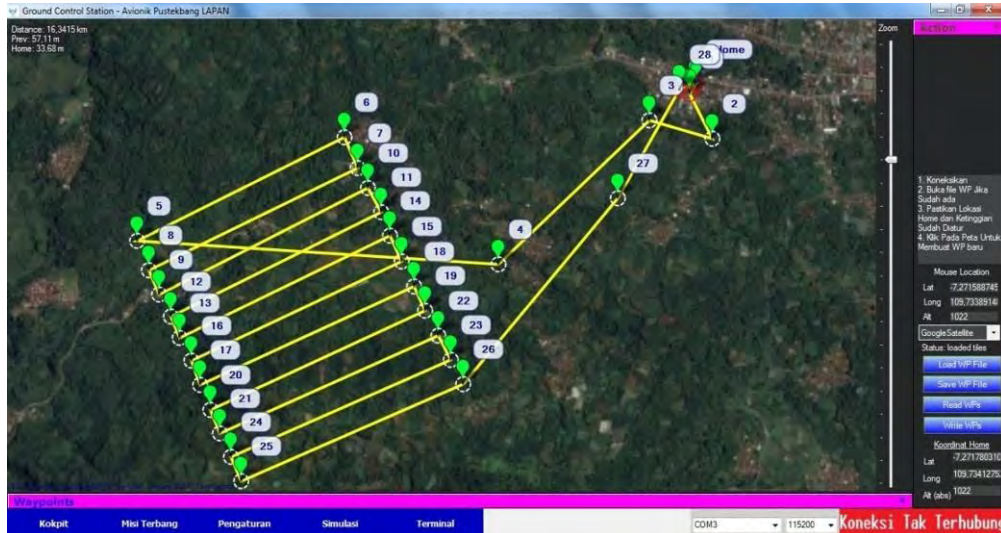 Ground Control Station - Avionik Pustekbang LAPAN
Distance: 16,3415 km
Prev: 57,11 m
Home: 33.68 m
Zoom
Action
28
Home
3
2
6
7
10
27
11
14
5
15
4
8
18
9
19
12
22
13
23
16
26
17
20
21
24
25
1. Koneksikan
2. Buka file WP Jika
Sudah ada
3. Pastikan Lokasi
Home dan Ketinggian
Sudah Diatur
4. Klik Pada Peta Untuk
Membuat WP baru
Mouse Location
Lat -7,271588745
Long 109,7338914
Alt 1022
GoogleSatellite
Status: loaded tiles
Load WP File
Save WP File
Read WPs
Write WPs
Koordinat Home
Lat -7,271780310
Long 109,7341275
Alt (abs) 1022
Waypoints
Kokpit Misi Terbang Pengaturan Simulasi Terminal COM3 115200 Koneksi Tak Terhubung